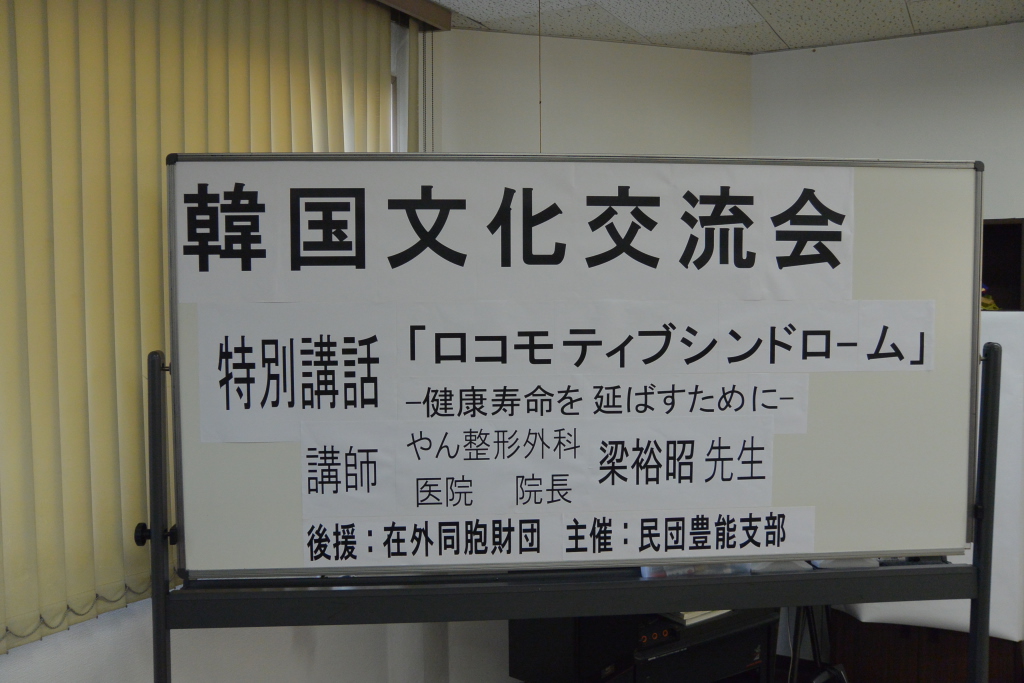 韓国文化交流会
特別講話 「ロコモティブシンドローム」
−健康寿命を 延ばすために−
講師 やん整形外科 医院 院長 梁裕昭 先生
後援：在外同胞財団 主催：民団豊能支部